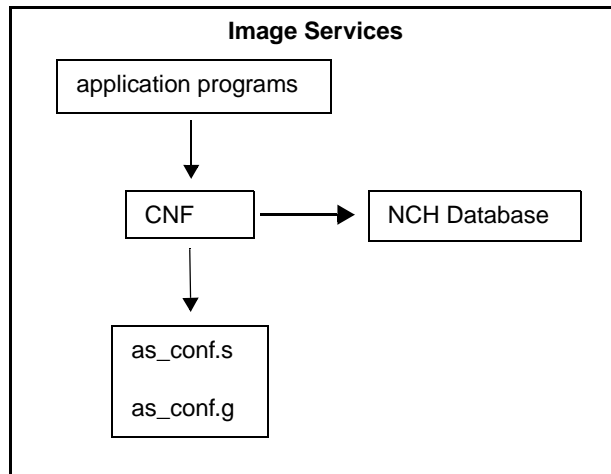 Image Services
application programs
CNF
NCH Database
as_conf.s
as_conf.g